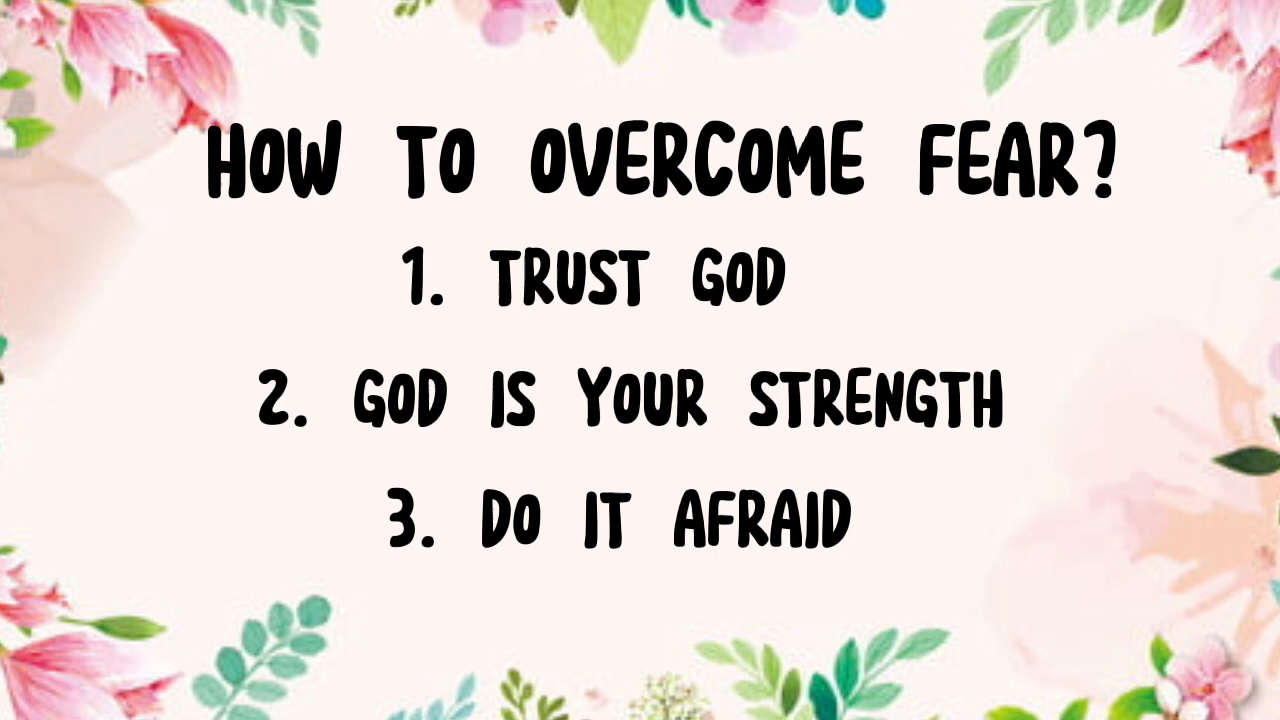 HOW TO OVERCOME FEAR?
1. TRUST GOD
2. GOD IS YOUR STRENGTH
3. DO IT AFRAID